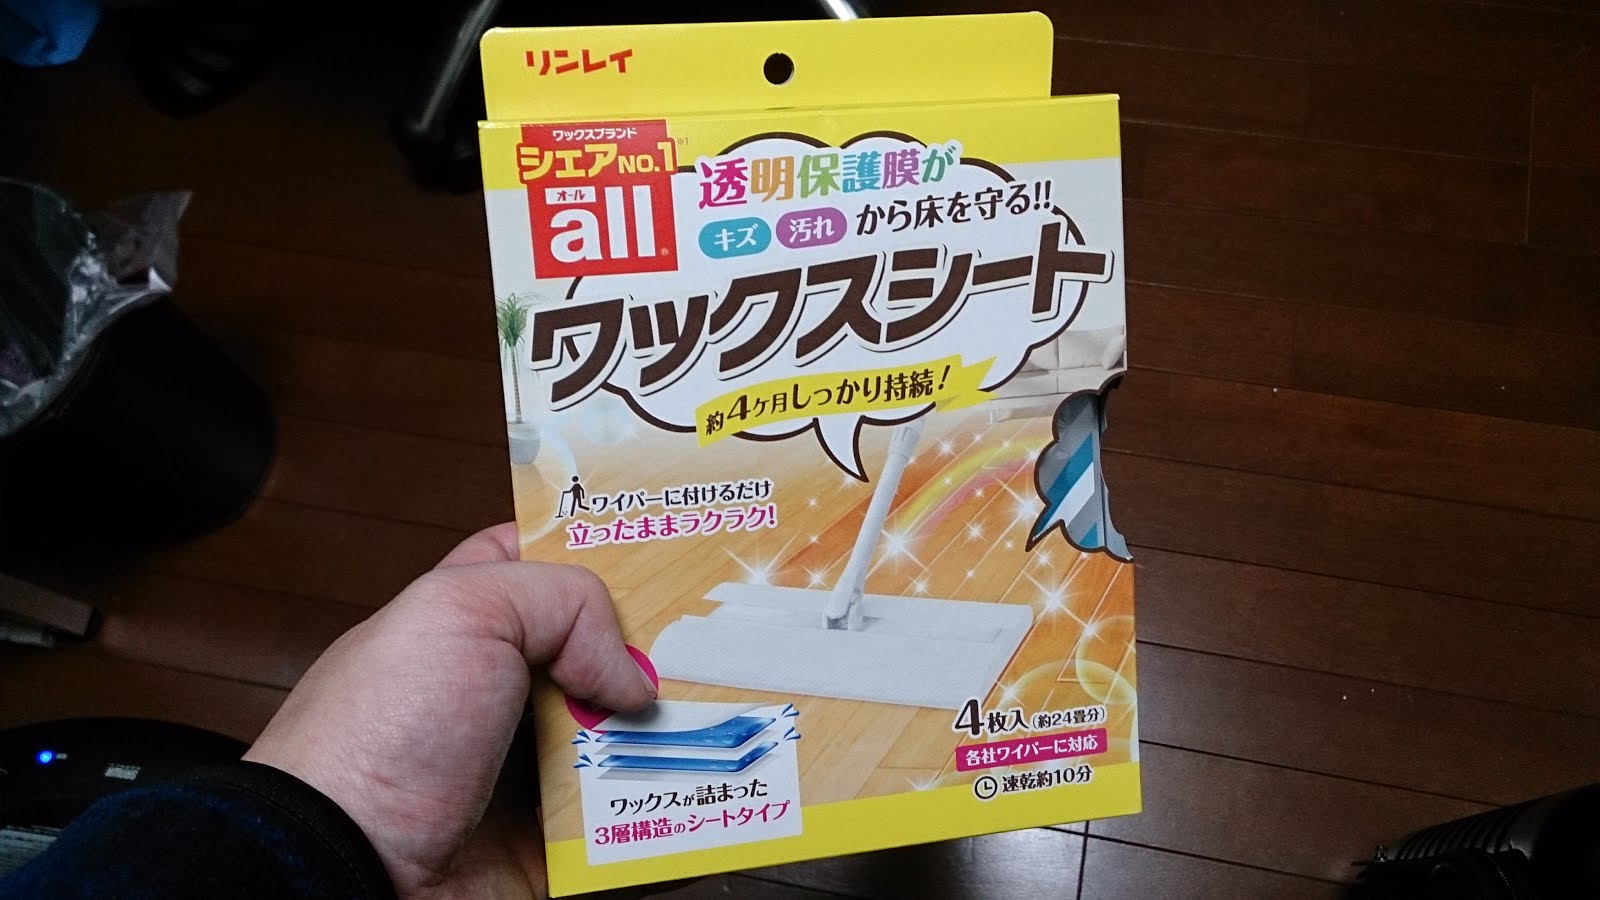 リンレイ
ワックスブランド
シェアNO.1
※1
オール
all®
透明保護膜が
キズ 汚れ から床を守る!!
ワックスシート
約4ケ月しっかり持続!
ワイパーに付けるだけ
立ったままラクラク!
4枚入(約24畳分)
各社ワイパーに対応
速乾約10分
ワックスが詰まった
3層構造のシートタイプ